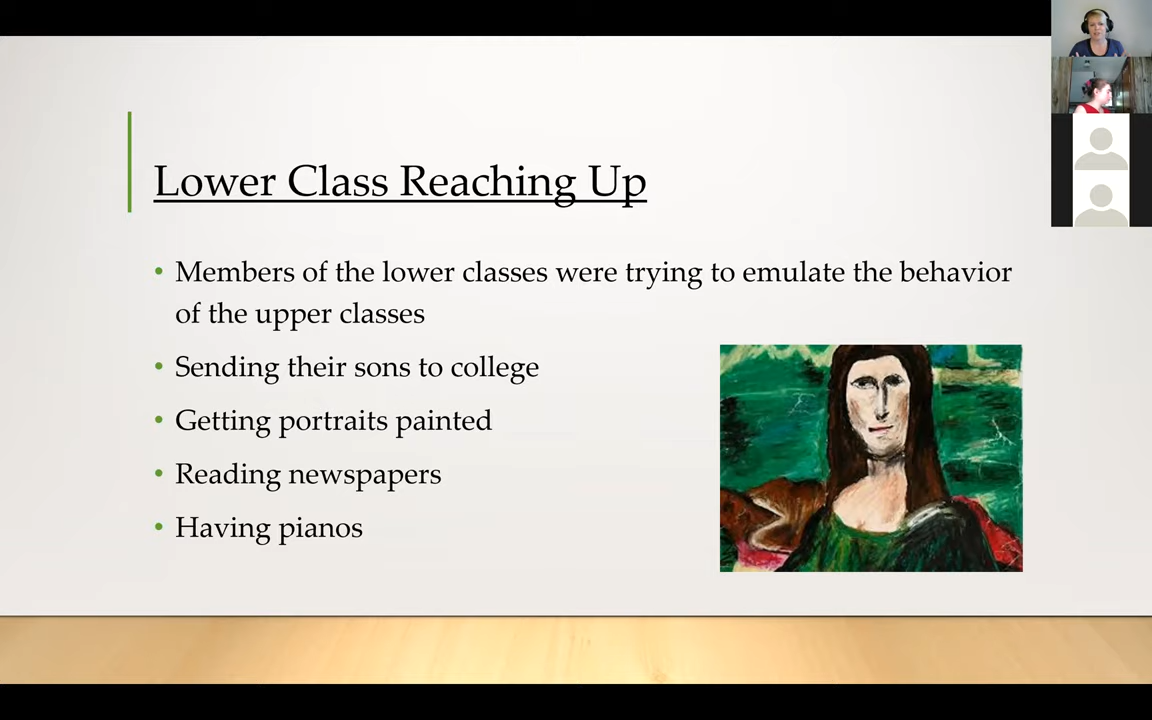 Lower Class Reaching Up
• Members of the lower classes were trying to emulate the behavior
of the upper classes
• Sending their sons to college
• Getting portraits painted
• Reading newspapers
• Having pianos